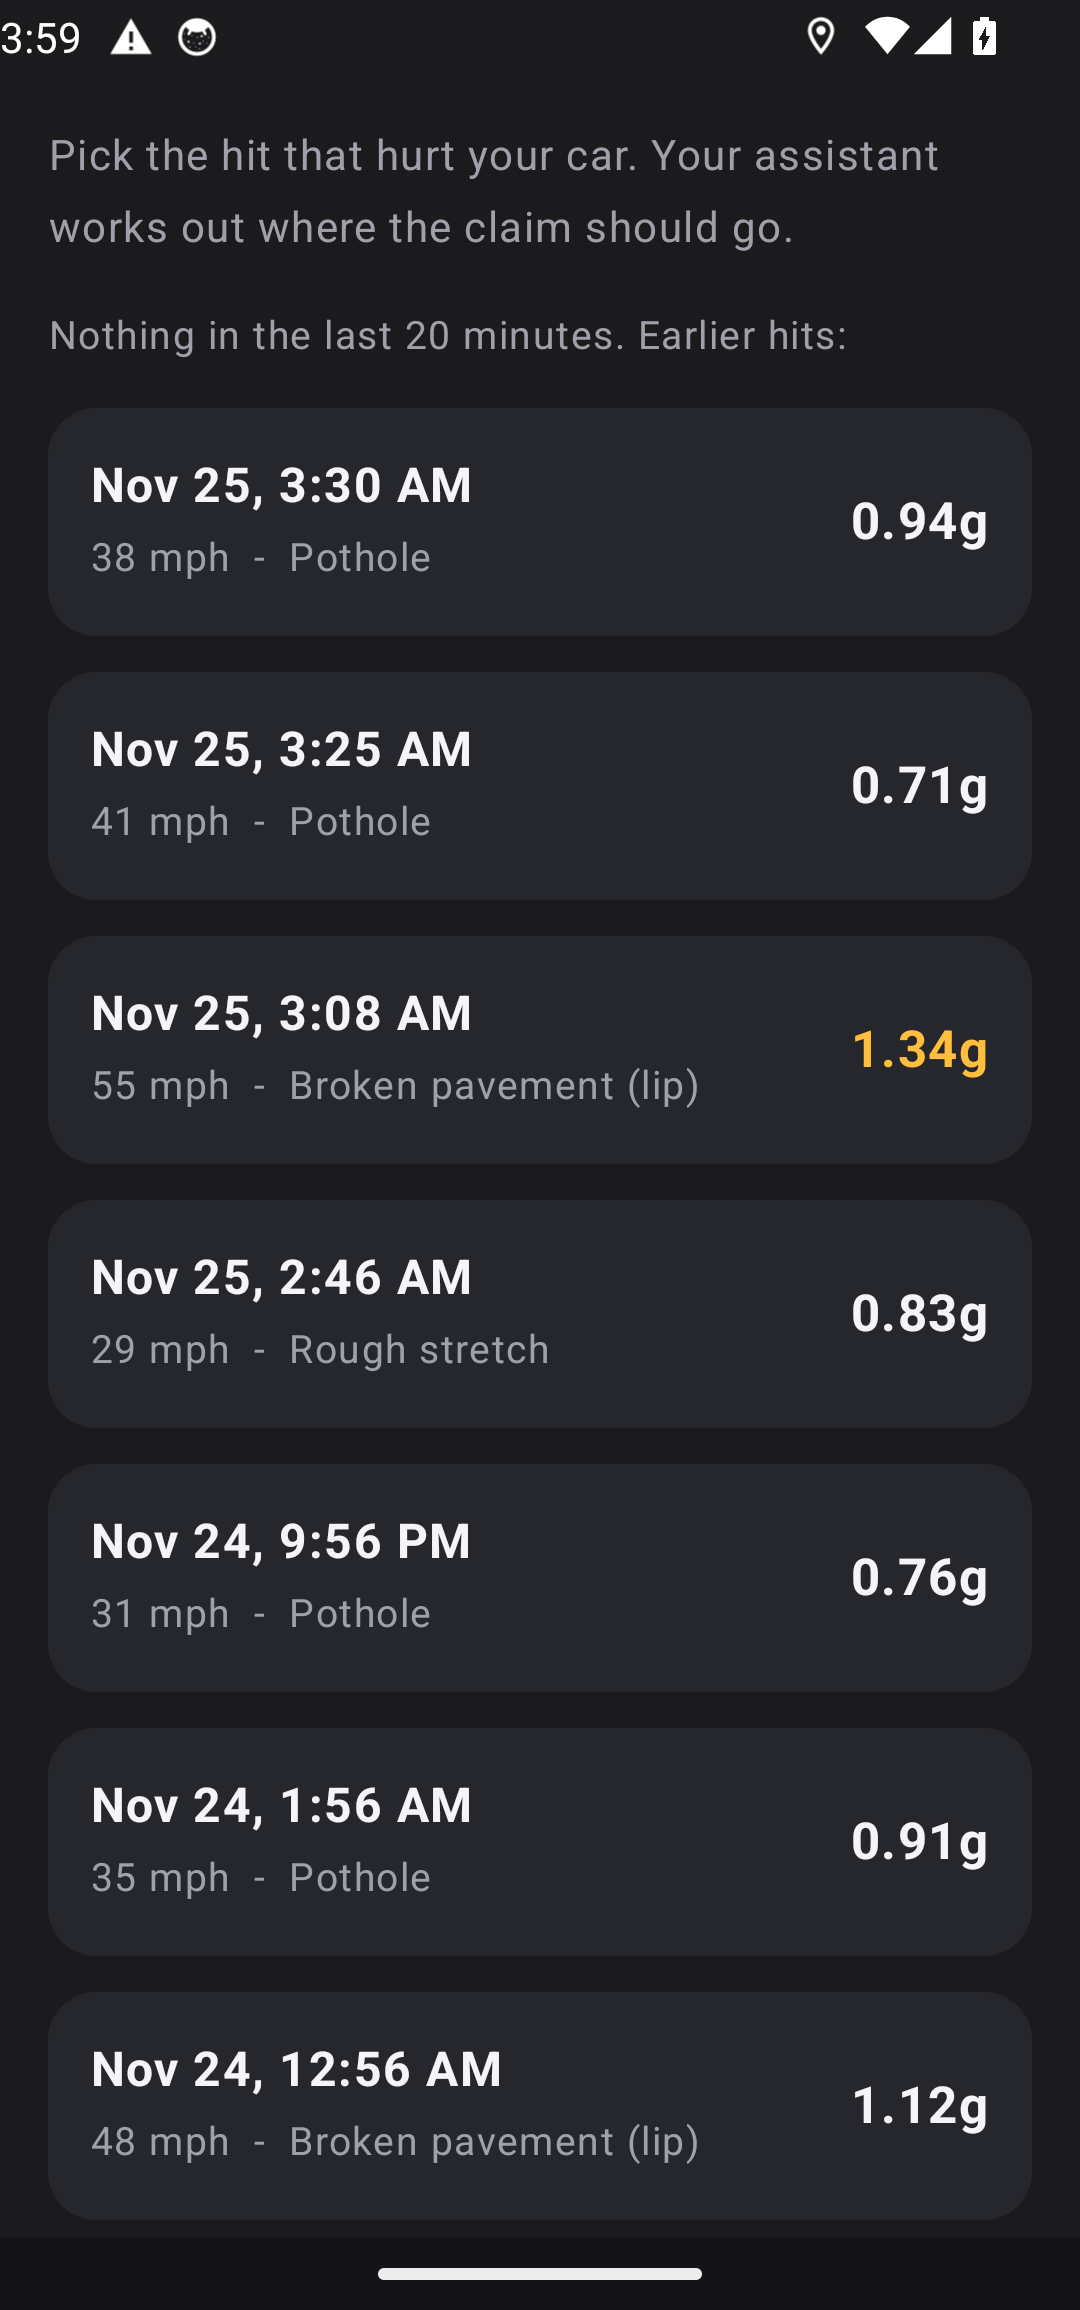 3:59
Pick the hit that hurt your car. Your assistant
works out where the claim should go.
Nothing in the last 20 minutes. Earlier hits:
Nov 25, 3:30 AM
38 mph - Pothole
0.94g
Nov 25, 3:25 AM
41 mph - Pothole
0.71g
Nov 25, 3:08 AM
55 mph - Broken pavement (lip)
1.34g
Nov 25, 2:46 AM
29 mph - Rough stretch
0.83g
Nov 24, 9:56 PM
31 mph - Pothole
0.76g
Nov 24, 1:56 AM
35 mph - Pothole
0.91g
Nov 24, 12:56 AM
48 mph - Broken pavement (lip)
1.12g